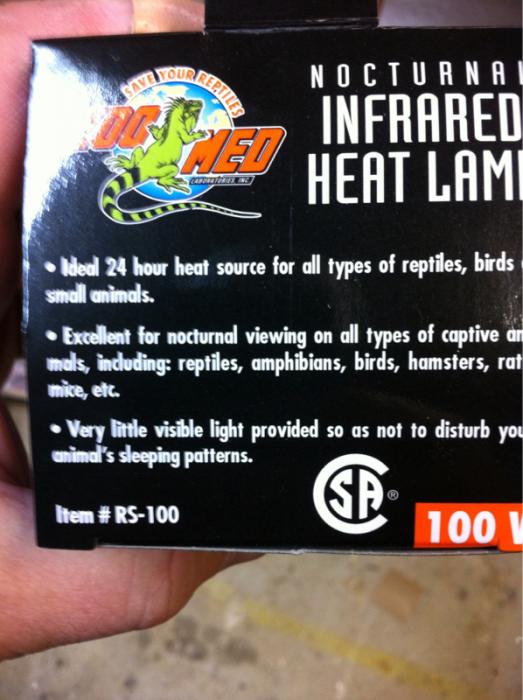 SAVE YOUR REPTILES
ZOO MED
LABORATORIES, INC.
NOCTURNA
INFRARED
HEAT LAM
• Ideal 24 hour heat source for all types of reptiles, birds
small animals.
• Excellent for nocturnal viewing on all types of captive an
mals, including: reptiles, amphibians, birds, hamsters, rat
mice, etc.
• Very little visible light provided so as not to disturb you
animal's sleeping patterns.
Item # RS-100
SA ®
100 W